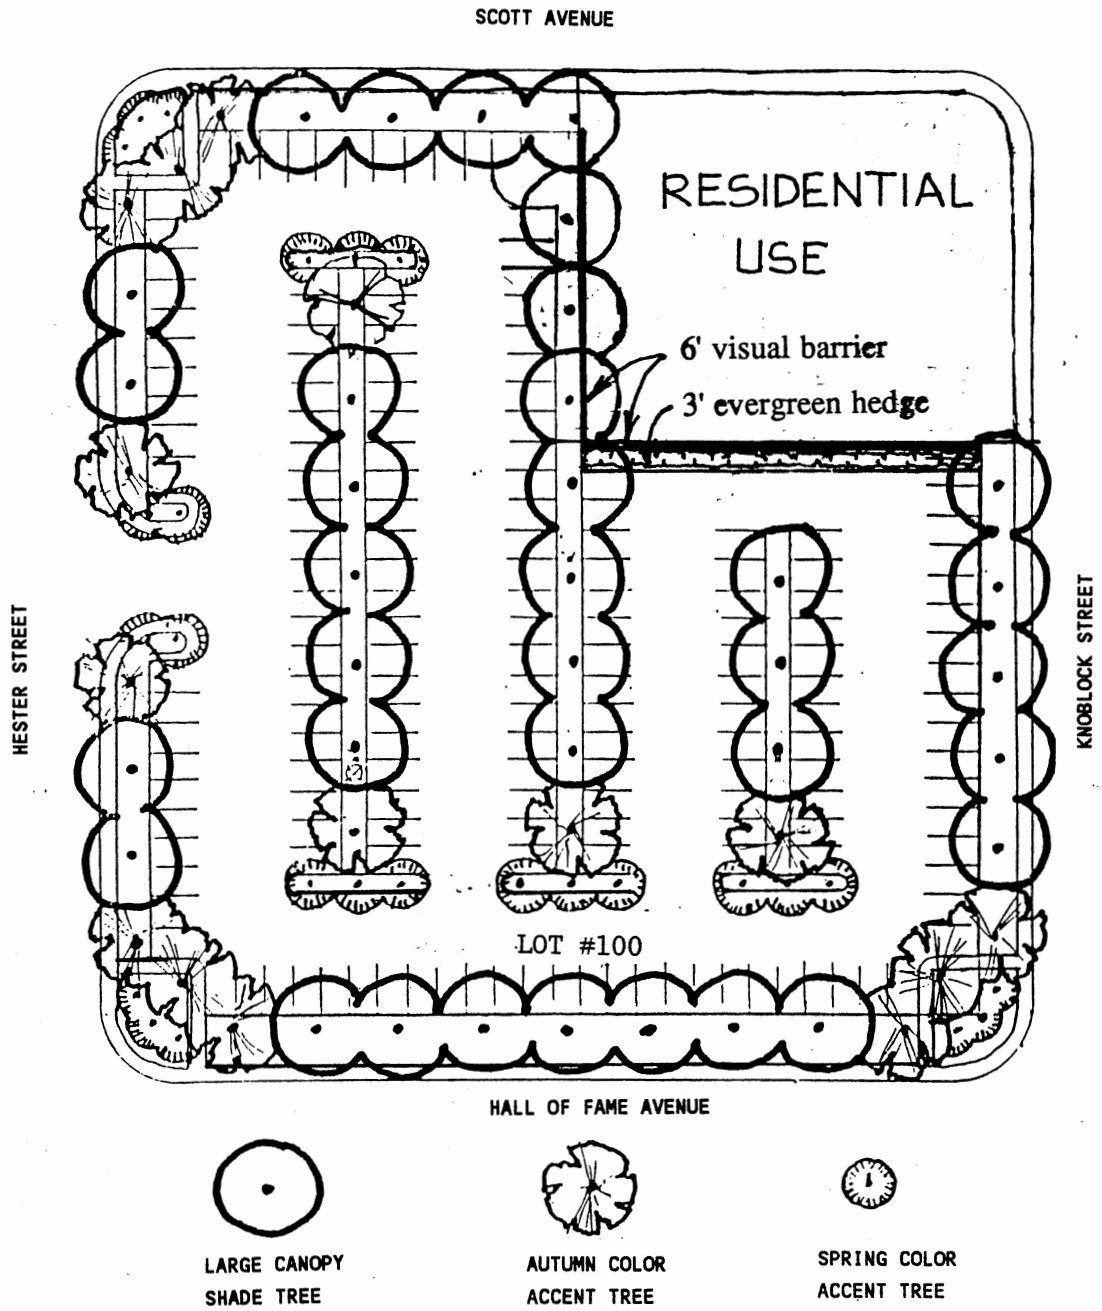 SCOTT AVENUE
RESIDENTIAL
USE
6' visual barrier
3' evergreen hedge
HESTER STREET
KNOBLOCK STREET
LOT #100
HALL OF FAME AVENUE
LARGE CANOPY
SHADE TREE
AUTUMN COLOR
ACCENT TREE
SPRING COLOR
ACCENT TREE